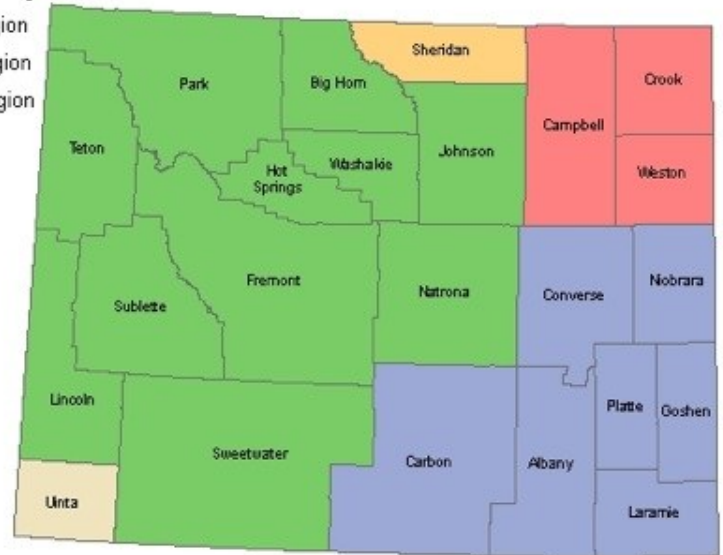 gion
gion
gion
Sheridan
Park
Big Horn
Crook
Campbell
Teton
Johnson
Washakie
Hot
Springs
Weston
Fremont
Niobrara
Natrona
Converse
Sublette
Lincoln
Platte
Goshen
Sweetwater
Carbon
Albany
Uinta
Laramie